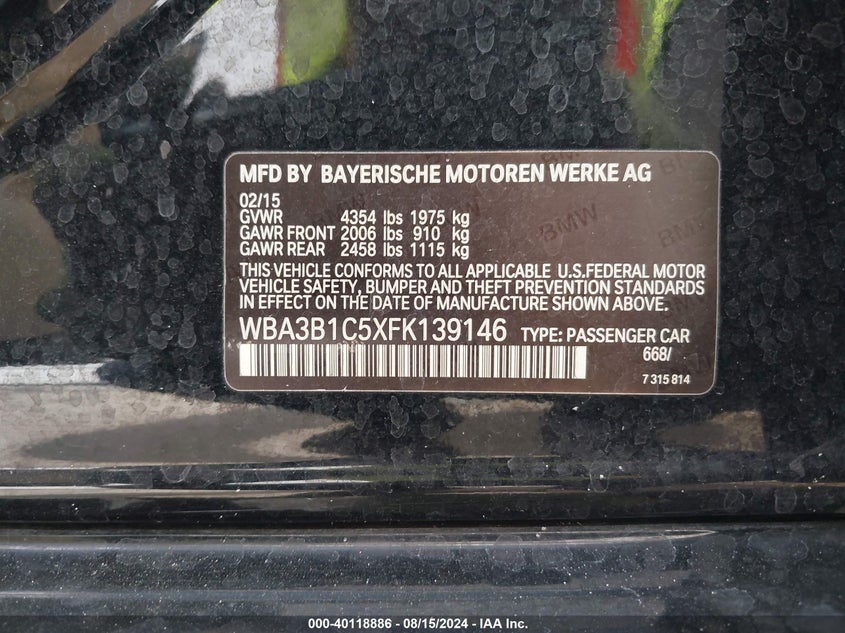 MFD BY BAYERISCHE MOTOREN WERKE AG
02/15
GVWR 4354 lbs 1975 kg
GAWR FRONT 2006 lbs 910 kg
GAWR REAR 2458 lbs 1115 kg
THIS VEHICLE CONFORMS TO ALL APPLICABLE U.S.FEDERAL MOTOR
VEHICLE SAFETY, BUMPER AND THEFT PREVENTION STANDARDS
IN EFFECT ON THE DATE OF MANUFACTURE SHOWN ABOVE.
WBA3B1C5XFK139146 TYPE: PASSENGER CAR
668/
7 315 814
BMW
000-40118886 - 08/15/2024 - IAA Inc.